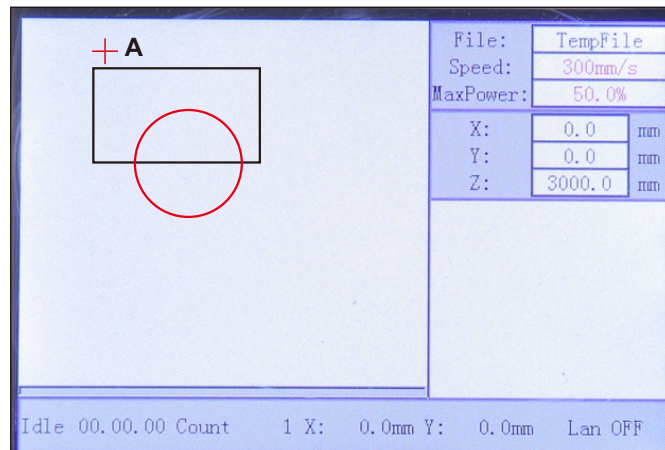 A
File: TempFile
Speed: 300mm/s
MaxPower: 50.0%
X: 0.0 mm
Y: 0.0 mm
Z: 3000.0 mm
Idle 00.00.00 Count 1 X: 0.0mm Y: 0.0mm Lan OFF